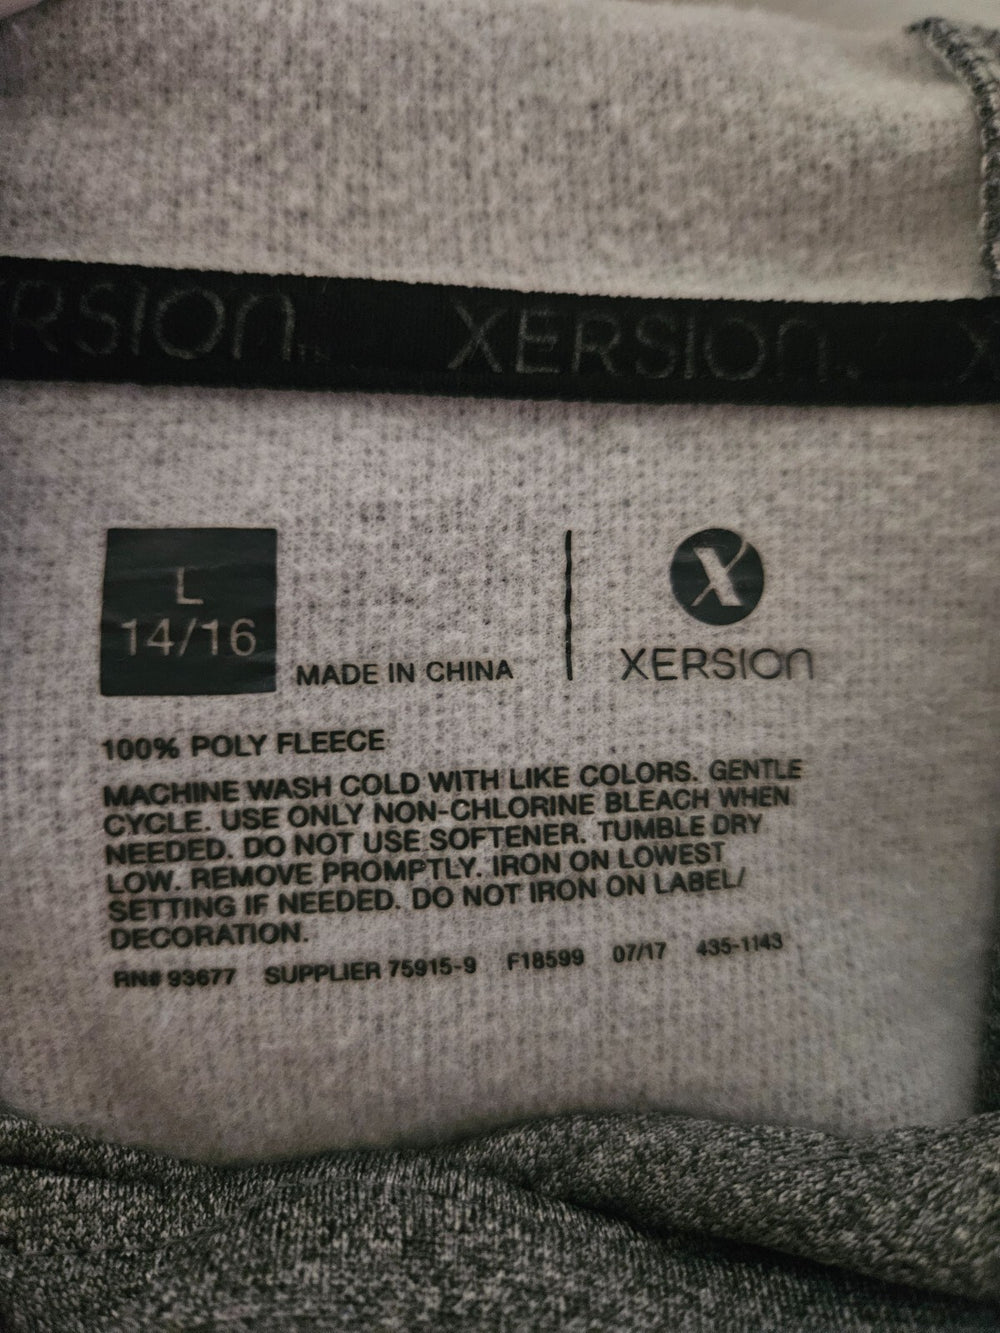 RSION TM XERSION X
L
14/16
MADE IN CHINA
X
XERSION
100% POLY FLEECE
MACHINE WASH COLD WITH LIKE COLORS. GENTLE
CYCLE. USE ONLY NON-CHLORINE BLEACH WHEN
NEEDED. DO NOT USE SOFTENER. TUMBLE DRY
LOW. REMOVE PROMPTLY. IRON ON LOWEST
SETTING IF NEEDED. DO NOT IRON ON LABEL/
DECORATION.
RN# 93677 SUPPLIER 75915-9 F18599 07/17 435-1143